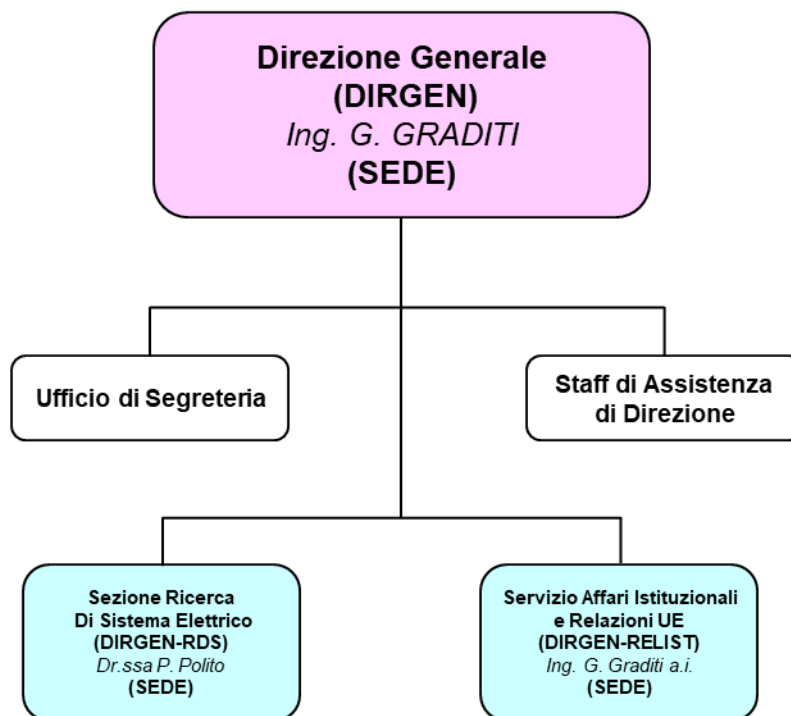 Direzione Generale
(DIRGEN)
Ing. G. GRADITI
(SEDE)
Ufficio di Segreteria
Staff di Assistenza
di Direzione
Sezione Ricerca
Di Sistema Elettrico
(DIRGEN-RDS)
Dr.ssa P. Polito
(SEDE)
Servizio Affari Istituzionali
e Relazioni UE
(DIRGEN-RELIST)
Ing. G. Graditi a.i.
(SEDE)